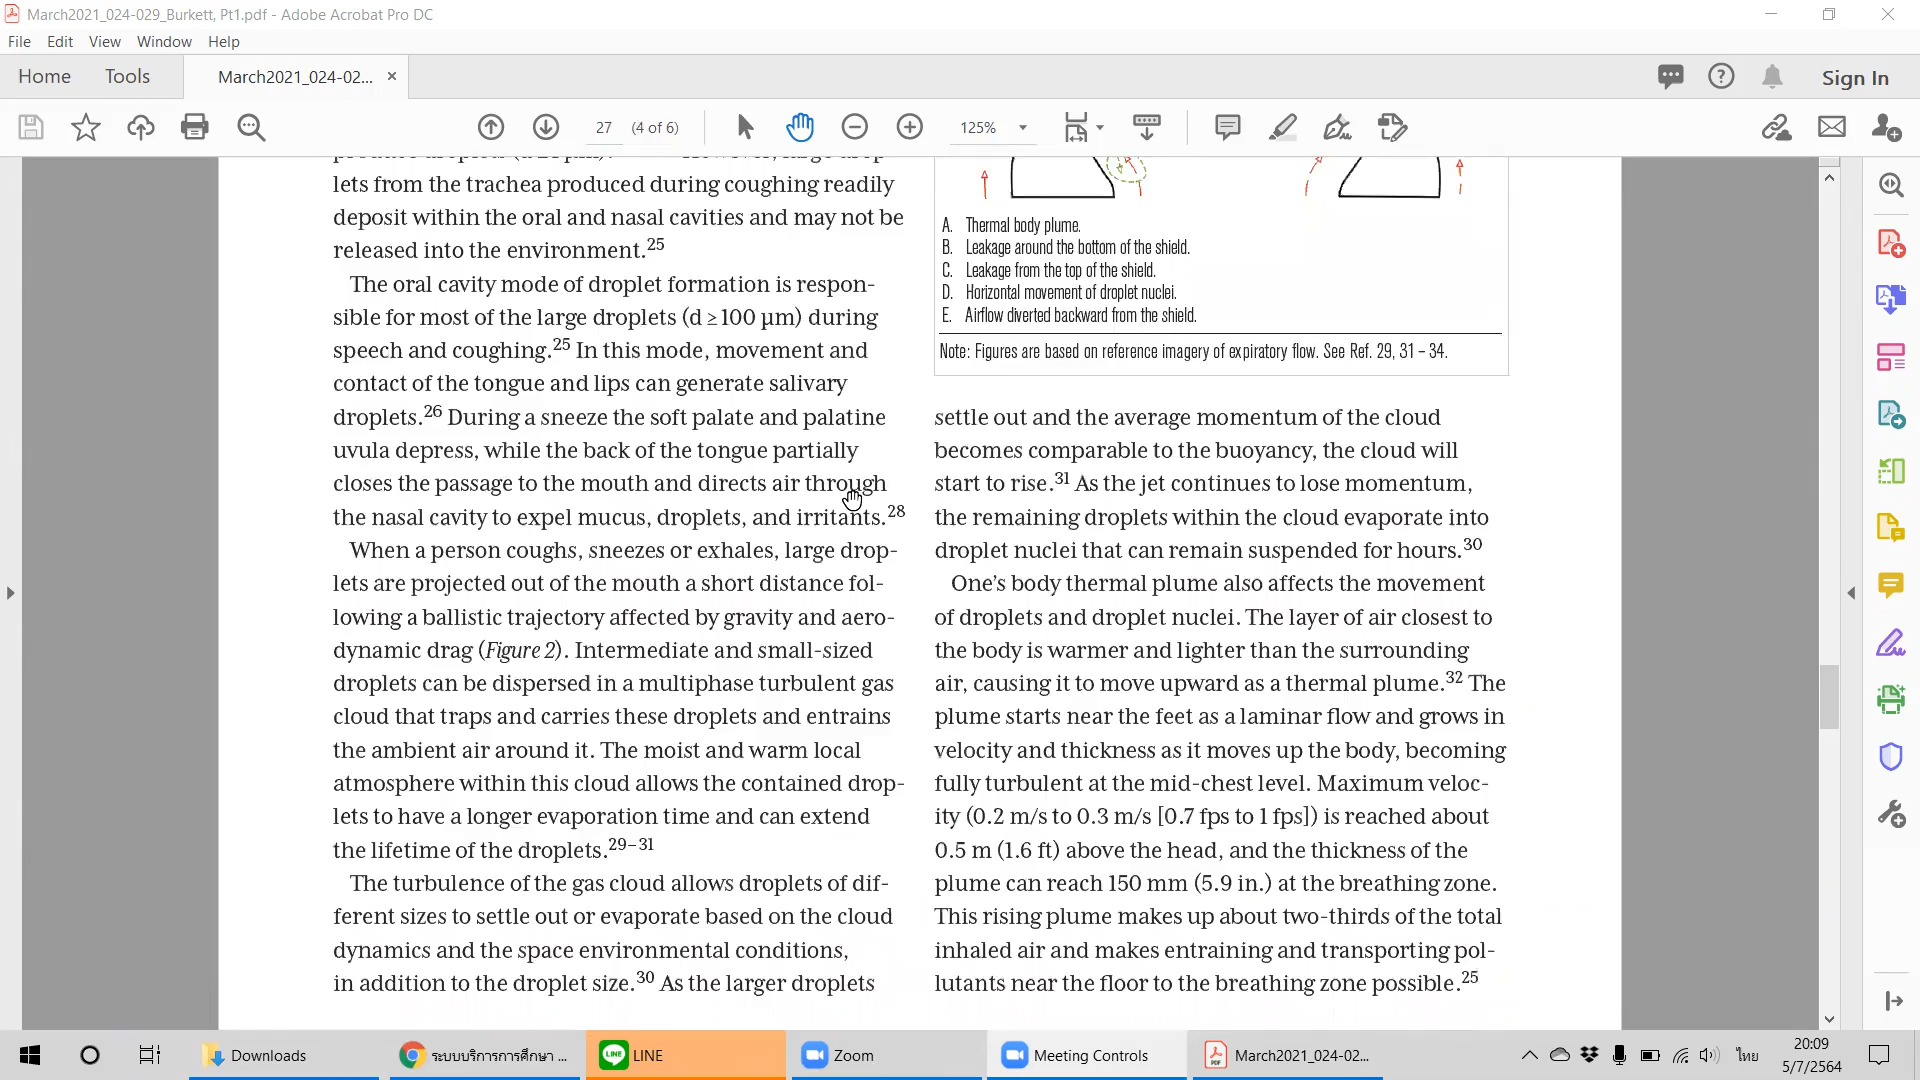 March2021_024-029_Burkett, Pt1.pdf - Adobe Acrobat Pro DC
File Edit View Window Help
Home Tools March2021_024-02... × Sign In
27 (4 of 6) 125%
lets from the trachea produced during coughing readily
deposit within the oral and nasal cavities and may not be
released into the environment.25
The oral cavity mode of droplet formation is respon-
sible for most of the large droplets (d ≥ 100 µm) during
speech and coughing.25 In this mode, movement and
contact of the tongue and lips can generate salivary
droplets.26 During a sneeze the soft palate and palatine
uvula depress, while the back of the tongue partially
closes the passage to the mouth and directs air through
the nasal cavity to expel mucus, droplets, and irritants.28
When a person coughs, sneezes or exhales, large drop-
lets are projected out of the mouth a short distance fol-
lowing a ballistic trajectory affected by gravity and aero-
dynamic drag (Figure 2). Intermediate and small-sized
droplets can be dispersed in a multiphase turbulent gas
cloud that traps and carries these droplets and entrains
the ambient air around it. The moist and warm local
atmosphere within this cloud allows the contained drop-
lets to have a longer evaporation time and can extend
the lifetime of the droplets.29–31
The turbulence of the gas cloud allows droplets of dif-
ferent sizes to settle out or evaporate based on the cloud
dynamics and the space environmental conditions,
in addition to the droplet size.30 As the larger droplets
A. Thermal body plume.
B. Leakage around the bottom of the shield.
C. Leakage from the top of the shield.
D. Horizontal movement of droplet nuclei.
E. Airflow diverted backward from the shield.
Note: Figures are based on reference imagery of expiratory flow. See Ref. 29, 31 – 34.
settle out and the average momentum of the cloud
becomes comparable to the buoyancy, the cloud will
start to rise.31 As the jet continues to lose momentum,
the remaining droplets within the cloud evaporate into
droplet nuclei that can remain suspended for hours.30
One's body thermal plume also affects the movement
of droplets and droplet nuclei. The layer of air closest to
the body is warmer and lighter than the surrounding
air, causing it to move upward as a thermal plume.32 The
plume starts near the feet as a laminar flow and grows in
velocity and thickness as it moves up the body, becoming
fully turbulent at the mid-chest level. Maximum veloc-
ity (0.2 m/s to 0.3 m/s [0.7 fps to 1 fps]) is reached about
0.5 m (1.6 ft) above the head, and the thickness of the
plume can reach 150 mm (5.9 in.) at the breathing zone.
This rising plume makes up about two-thirds of the total
inhaled air and makes entraining and transporting pol-
lutants near the floor to the breathing zone possible.25
Downloads ระบบบริการการศึกษา ... LINE Zoom Meeting Controls March2021_024-02... ไทย 20:09
5/7/2564